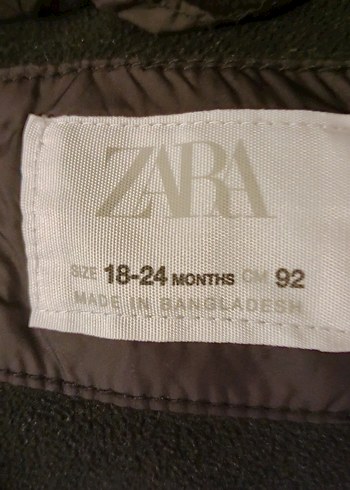 ZARA
SIZE 18-24 MONTHS CM 92
MADE IN BANGLADESH